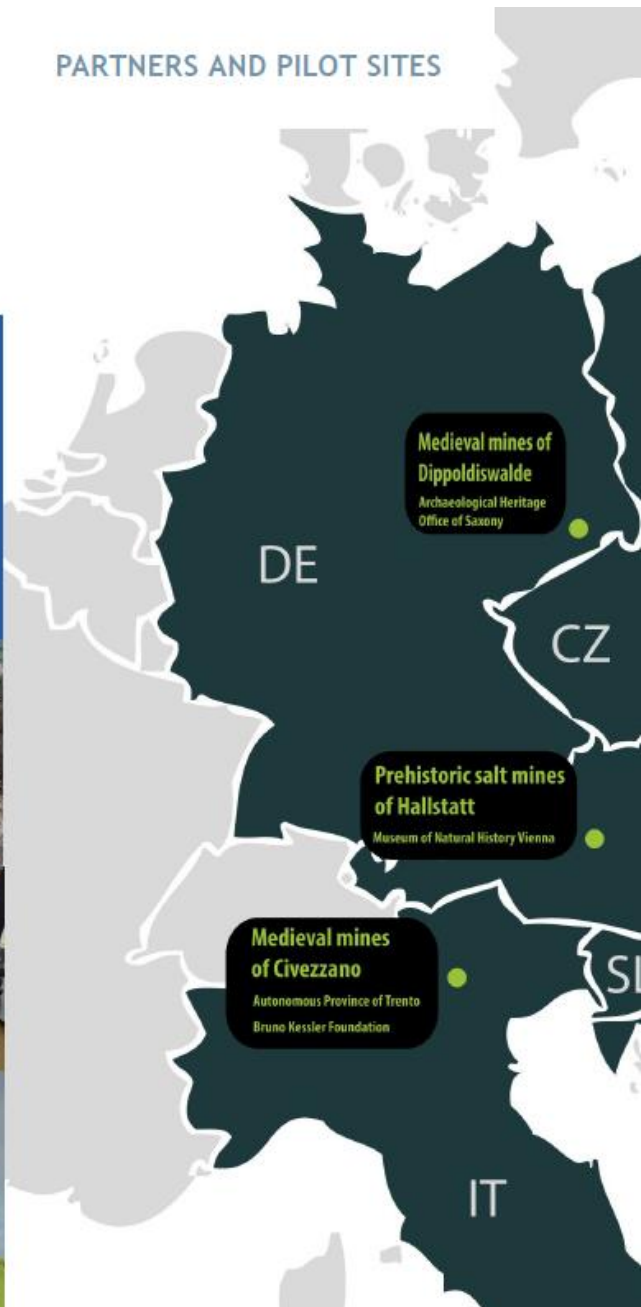 PARTNERS AND PILOT SITES
Medieval mines of
Dippoldiswalde
Archaeological Heritage
Office of Saxony
DE
CZ
Prehistoric salt mines
of Hallstatt
Museum of Natural History Vienna
Medieval mines
of Civezzano
Autonomous Province of Trento
Bruno Kessler Foundation
IT